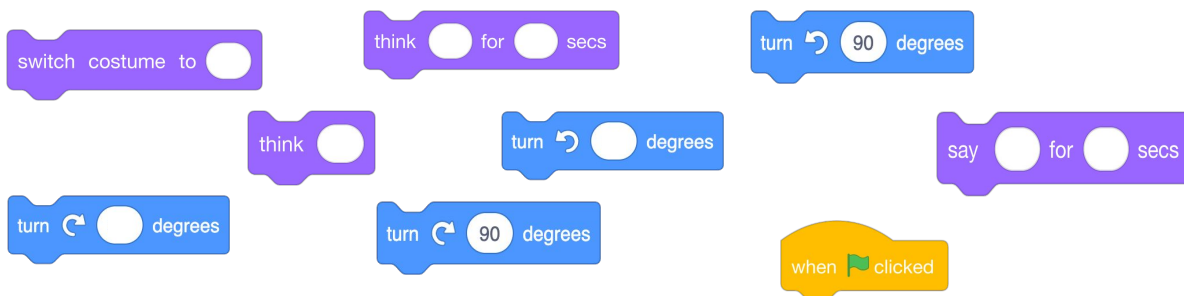 switch costume to
think for secs
turn 90 degrees
think
turn degrees
say for secs
turn degrees
turn 90 degrees
when clicked